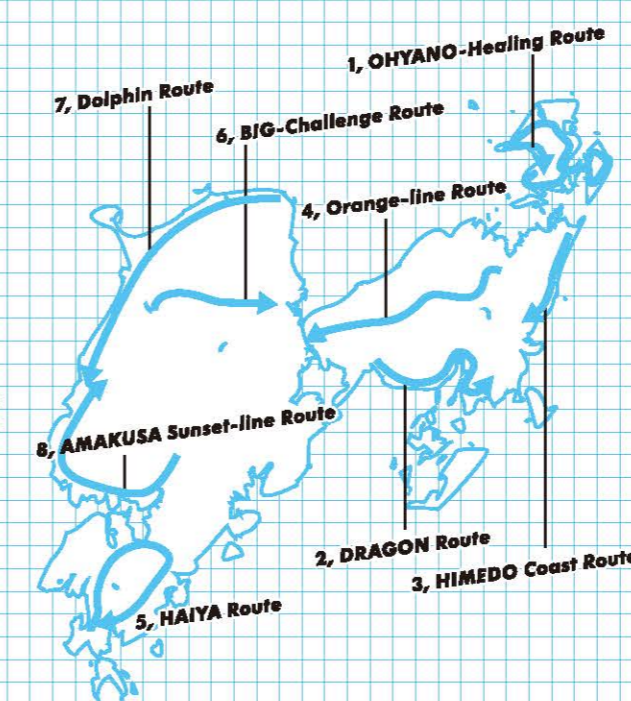 1, OHYANO-Healing Route
7, Dolphin Route
6, BIG-Challenge Route
4, Orange-line Route
8, AMAKUSA Sunset-line Route
2, DRAGON Route
3, HIMEDO Coast Route
5, HAIYA Route